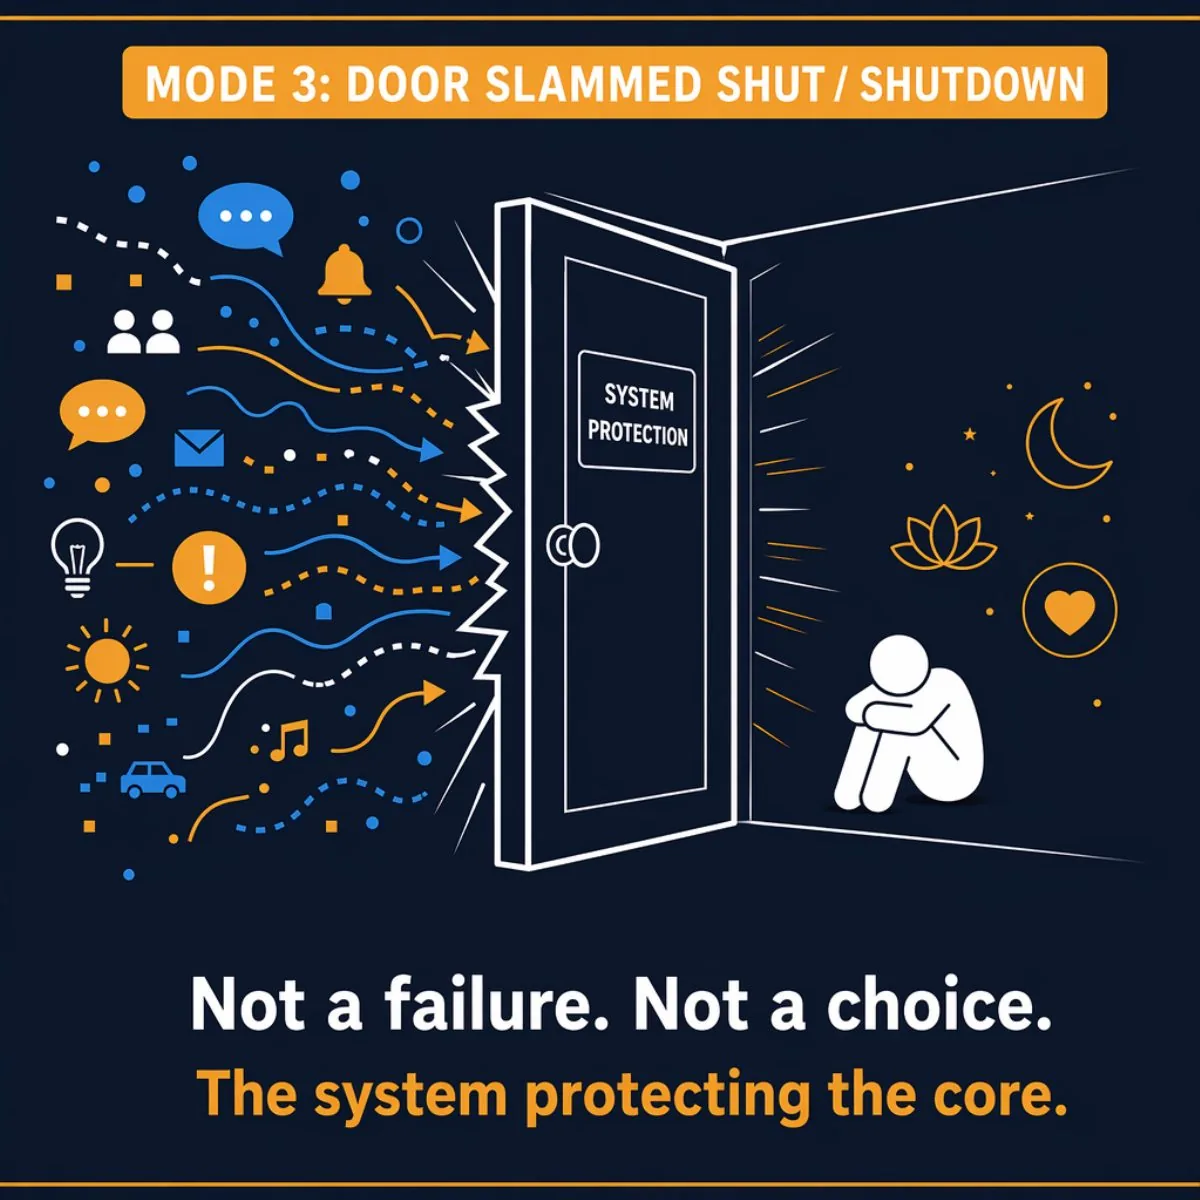 MODE 3: DOOR SLAMMED SHUT / SHUTDOWN
SYSTEM
PROTECTION
Not a failure. Not a choice.
The system protecting the core.